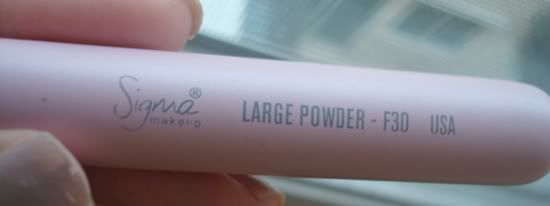 Sigma®
makeup
LARGE POWDER - F30 USA